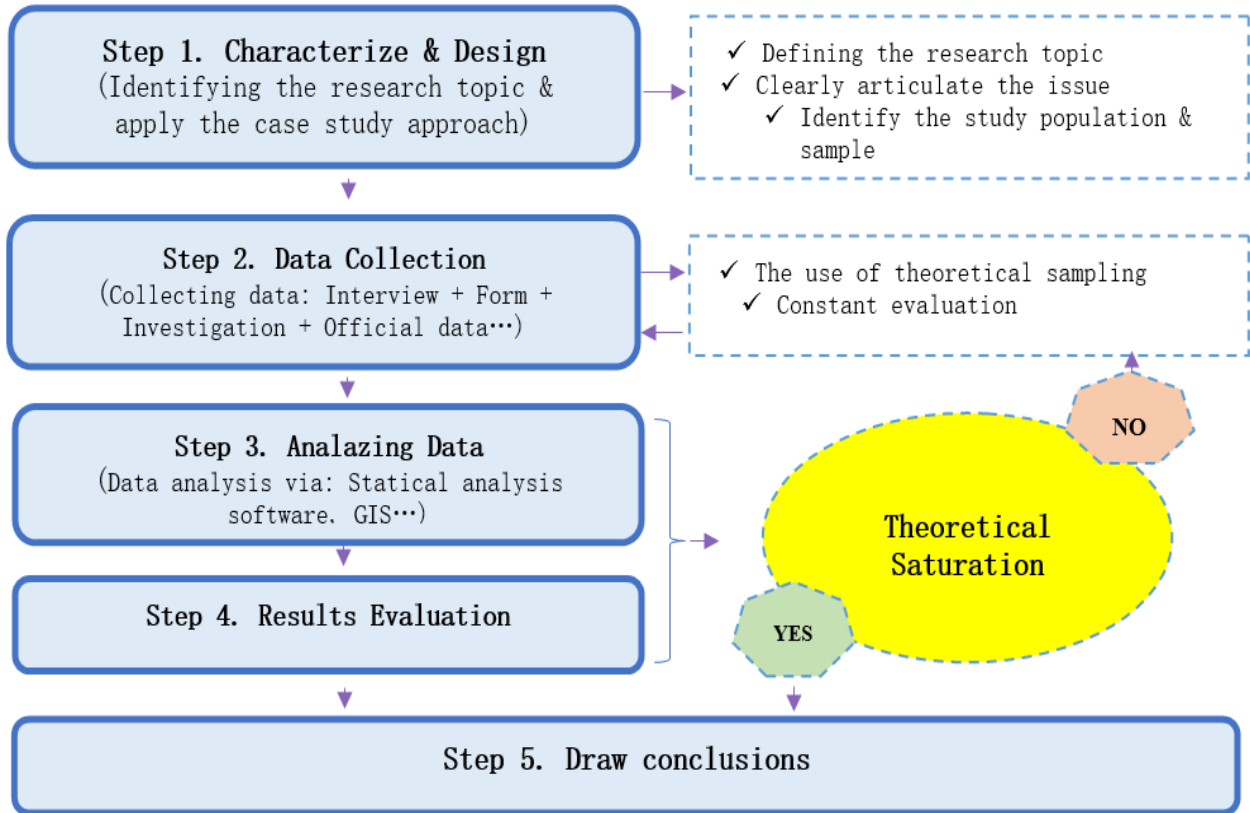 Step 1. Characterize & Design
(Identifying the research topic &
apply the case study approach)
✓ Defining the research topic
✓ Clearly articulate the issue
✓ Identify the study population &
sample
Step 2. Data Collection
(Collecting data: Interview + Form +
Investigation + Official data⋯)
✓ The use of theoretical sampling
✓ Constant evaluation
Step 3. Analazing Data
(Data analysis via: Statical analysis
software. GIS⋯)
NO
Theoretical
Saturation
Step 4. Results Evaluation
YES
Step 5. Draw conclusions